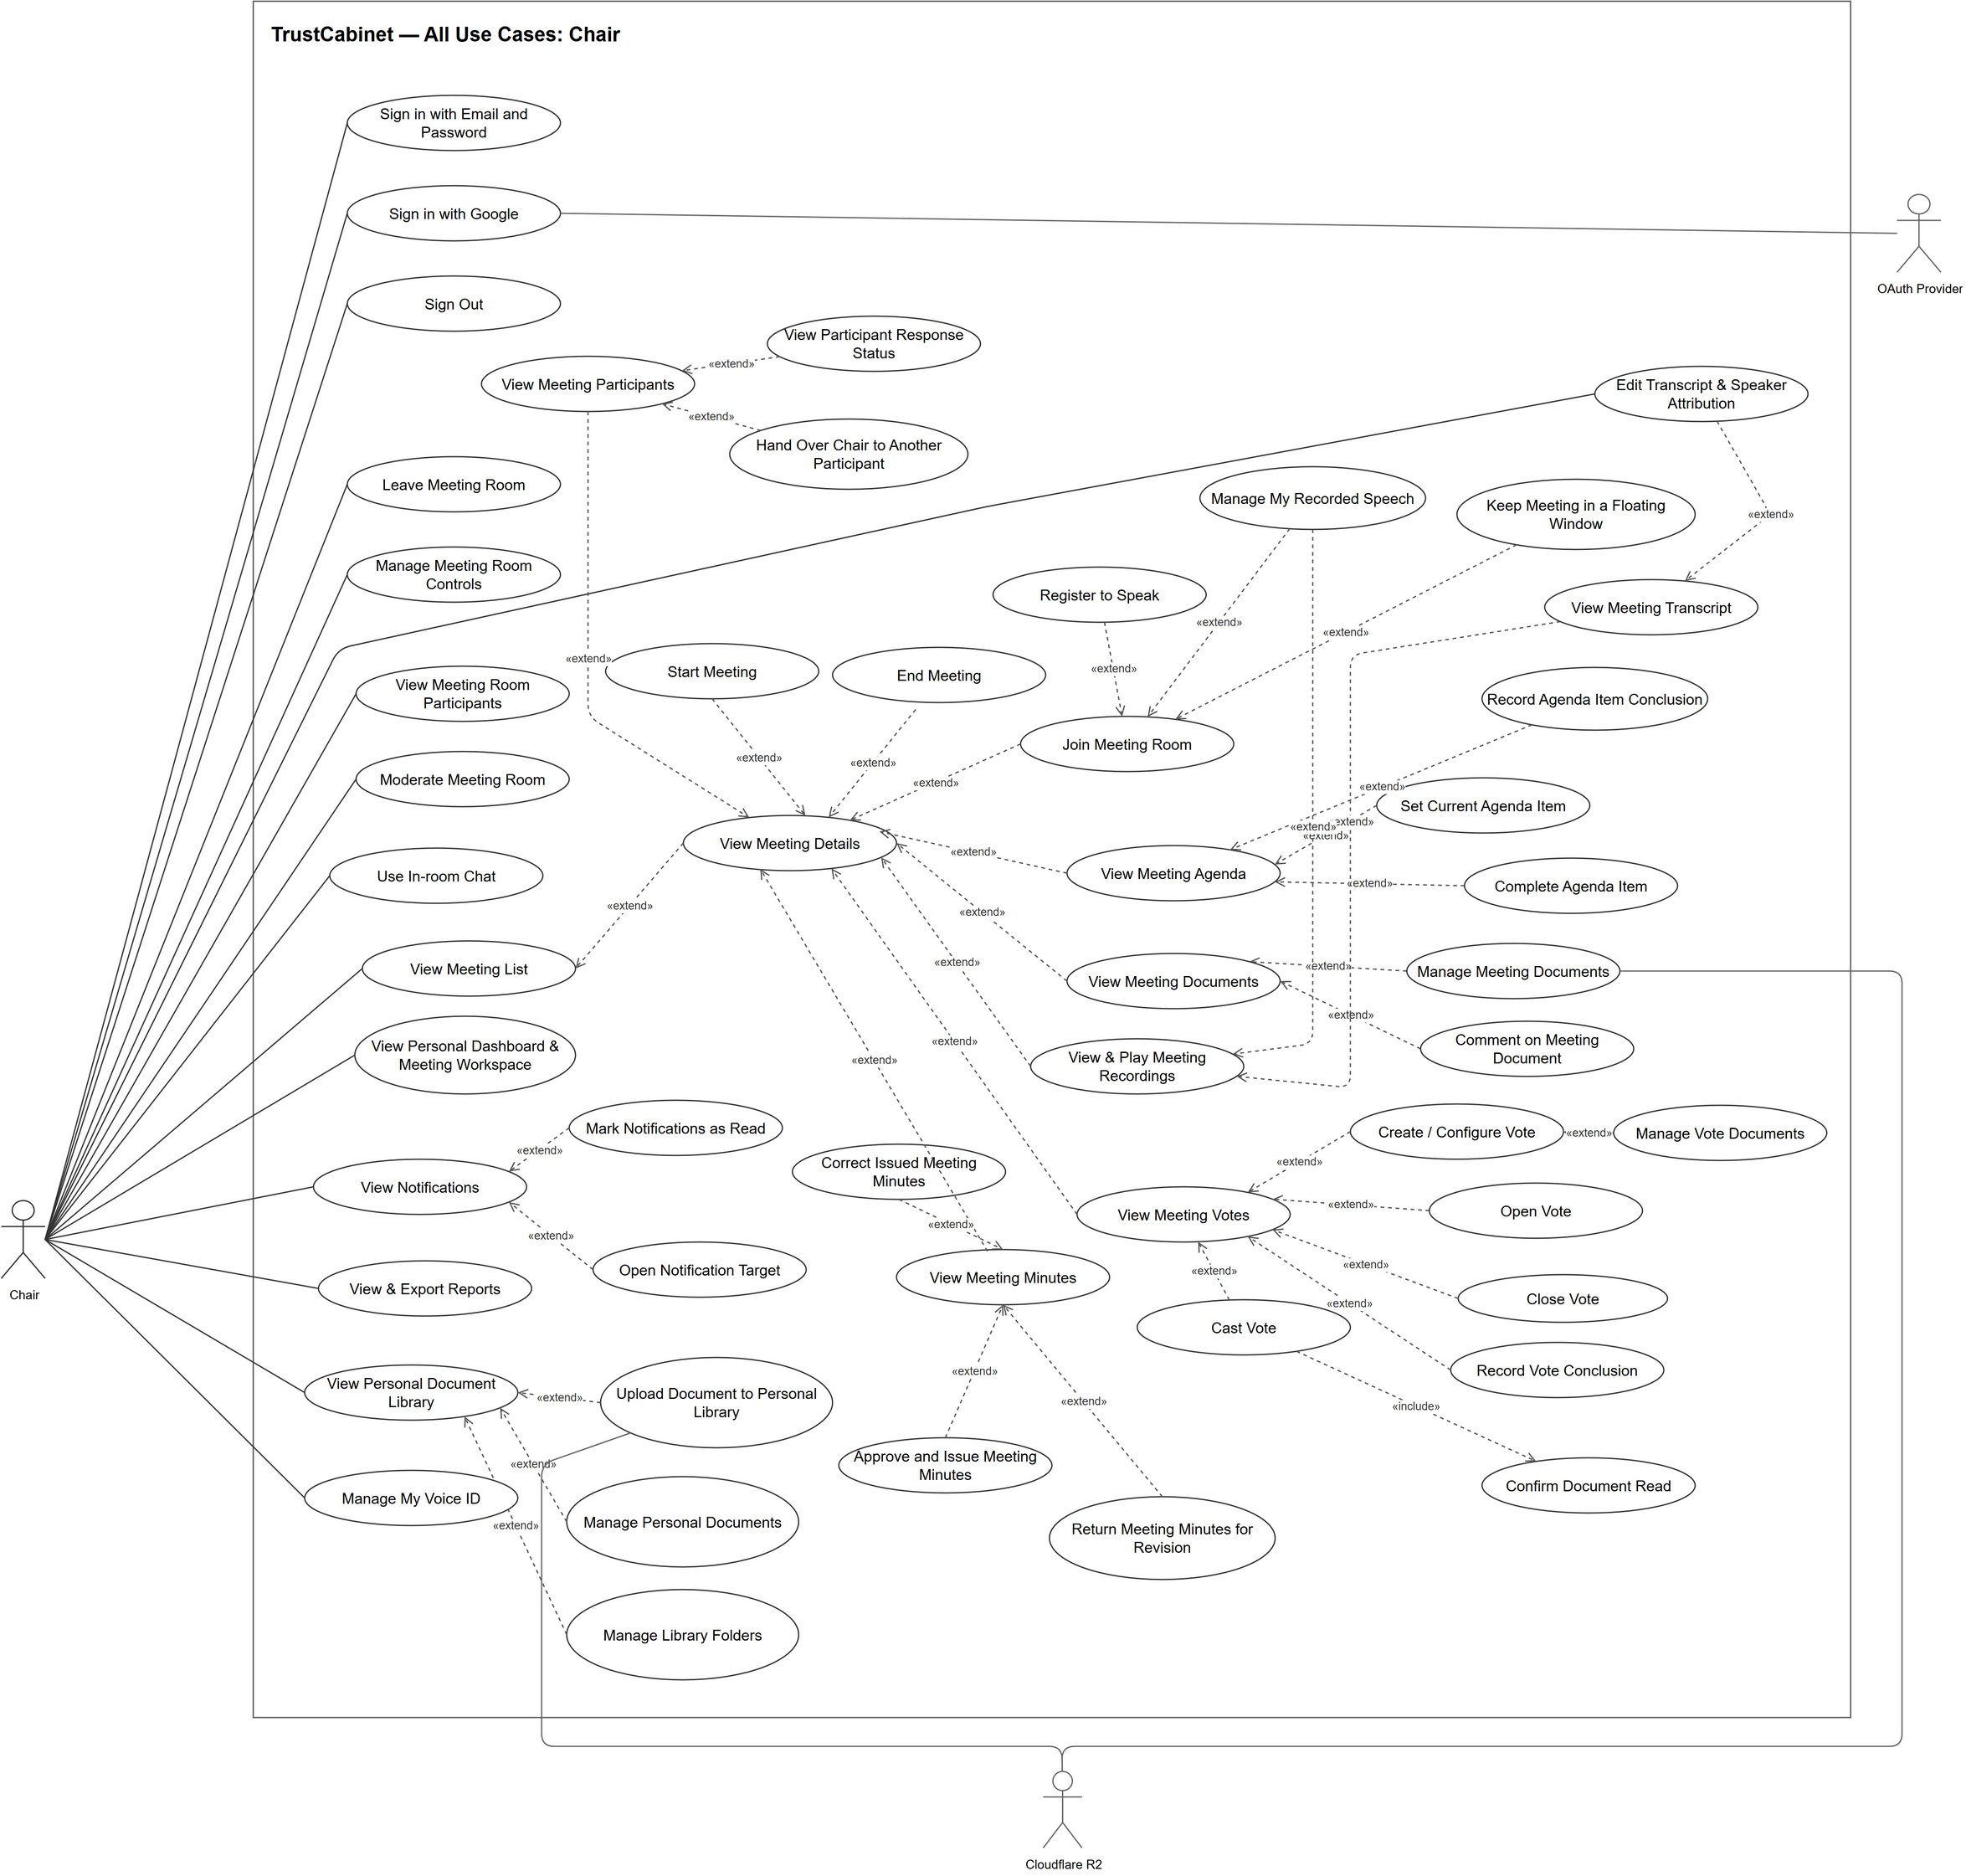 TrustCabinet — All Use Cases: Chair
Sign in with Email and
Password
Sign in with Google
OAuth Provider
Sign Out
View Participant Response
Status
«extend»
View Meeting Participants
Edit Transcript & Speaker
Attribution
«extend»
Hand Over Chair to Another
Participant
Leave Meeting Room
Manage My Recorded Speech
Keep Meeting in a Floating
Window
«extend»
Manage Meeting Room
Controls
Register to Speak
View Meeting Transcript
«extend»
«extend»
«extend»
«extend»
Start Meeting
End Meeting
View Meeting Room
Participants
Record Agenda Item Conclusion
Join Meeting Room
«extend»
«extend»
Moderate Meeting Room
«extend»
«extend»
Set Current Agenda Item
«extend»
«extend»
«extend»
View Meeting Details
«extend»
View Meeting Agenda
Use In-room Chat
«extend»
Complete Agenda Item
«extend»
«extend»
«extend»
View Meeting List
«extend»
Manage Meeting Documents
View Meeting Documents
«extend»
«extend»
Comment on Meeting
Document
View Personal Dashboard &
Meeting Workspace
«extend»
View & Play Meeting
Recordings
Mark Notifications as Read
Create / Configure Vote
«extend»
Manage Vote Documents
«extend»
Correct Issued Meeting
Minutes
«extend»
View Notifications
«extend»
Open Vote
View Meeting Votes
«extend»
«extend»
Open Notification Target
View Meeting Minutes
«extend»
«extend»
View & Export Reports
Chair
Close Vote
«extend»
Cast Vote
«extend»
Record Vote Conclusion
View Personal Document
Library
«extend»
Upload Document to Personal
Library
«extend»
«include»
«extend»
Approve and Issue Meeting
Minutes
Confirm Document Read
Manage My Voice ID
«extend»
Manage Personal Documents
Return Meeting Minutes for
Revision
Manage Library Folders
Cloudflare R2